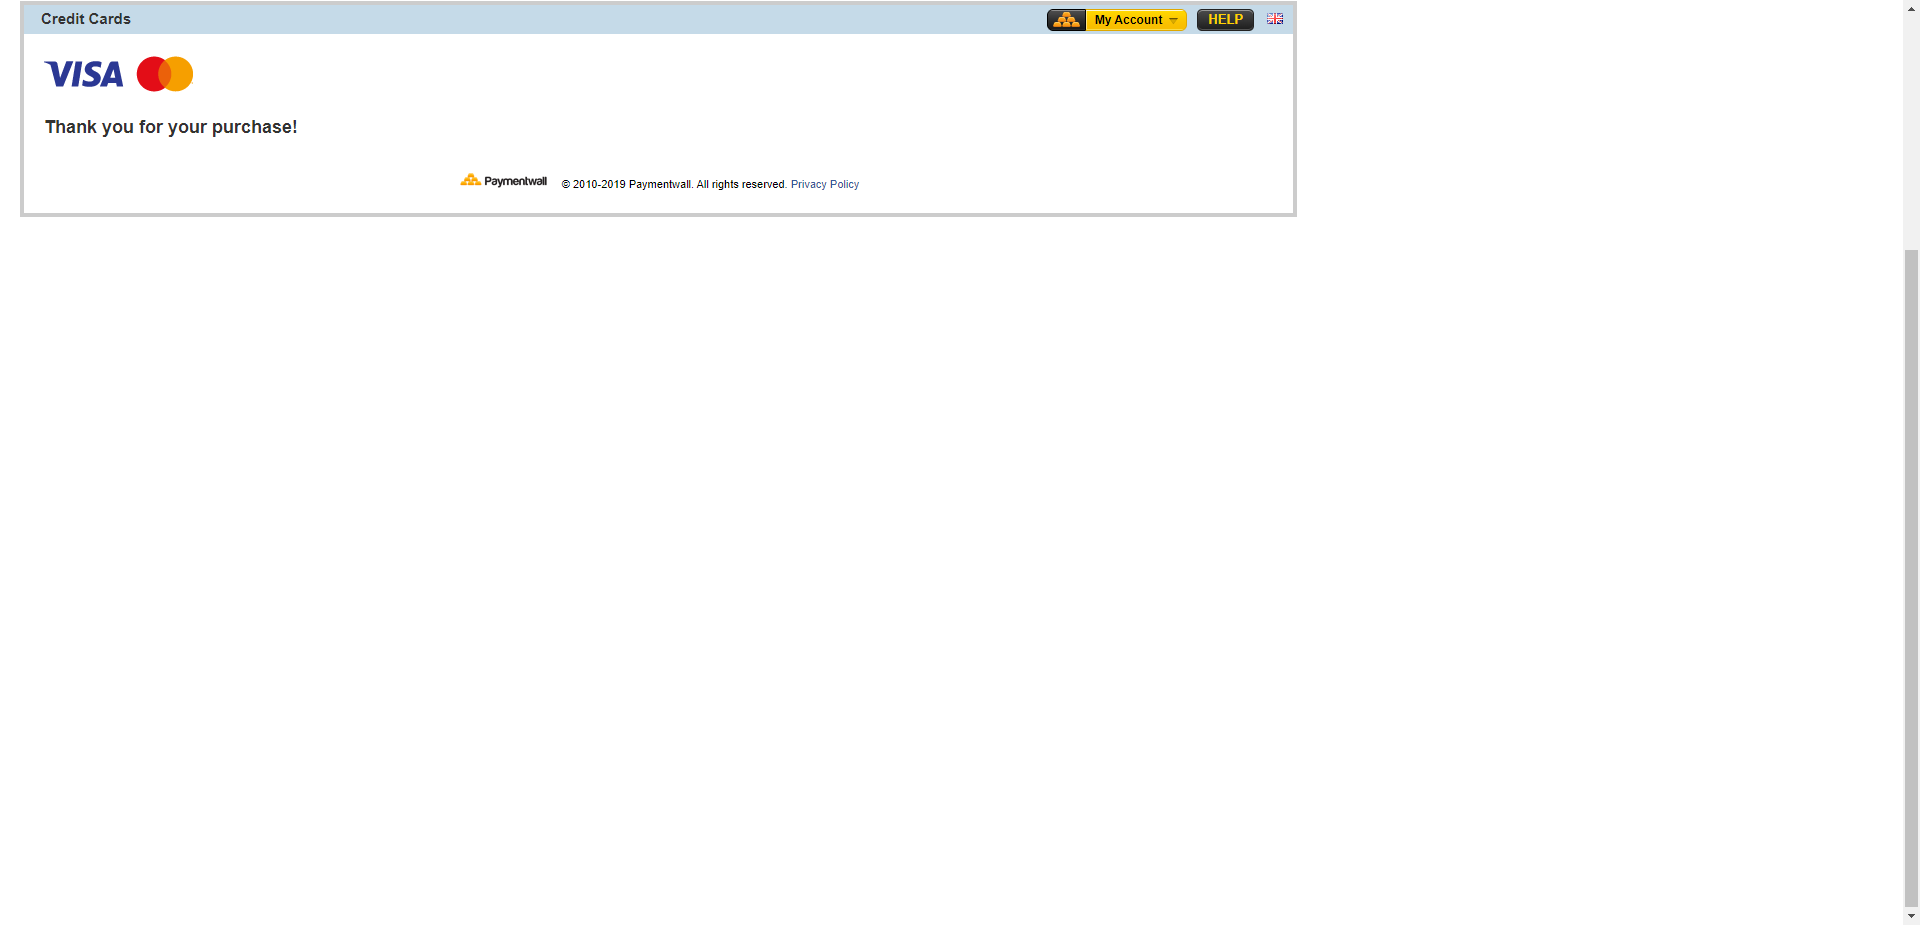 Credit Cards
My Account
HELP
VISA
Thank you for your purchase!
Paymentwall
© 2010-2019 Paymentwall. All rights reserved. Privacy Policy